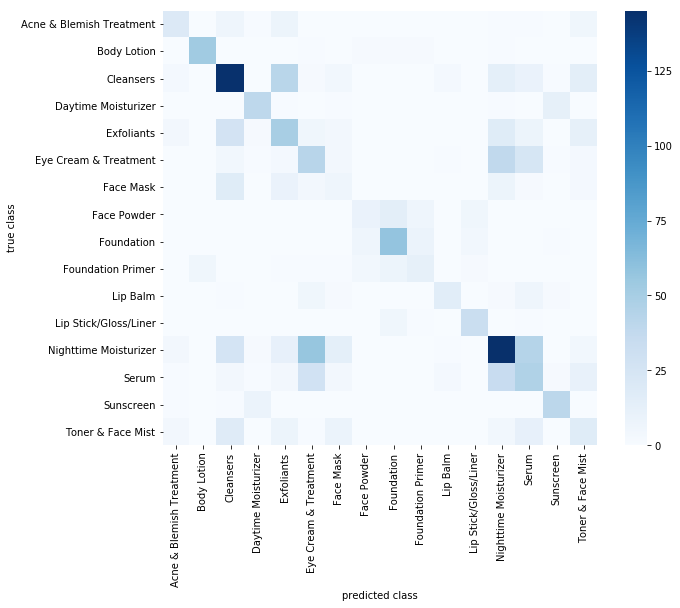 Acne & Blemish Treatment
Body Lotion
Cleansers
Daytime Moisturizer
Exfoliants
Eye Cream & Treatment
Face Mask
Face Powder
Foundation
Foundation Primer
Lip Balm
Lip Stick/Gloss/Liner
Nighttime Moisturizer
Serum
Sunscreen
Toner & Face Mist
true class
Acne & Blemish Treatment
Body Lotion
Cleansers
Daytime Moisturizer
Exfoliants
Eye Cream & Treatment
Face Mask
Face Powder
Foundation
Foundation Primer
Lip Balm
Lip Stick/Gloss/Liner
Nighttime Moisturizer
Serum
Sunscreen
Toner & Face Mist
predicted class
125
100
75
50
25
0